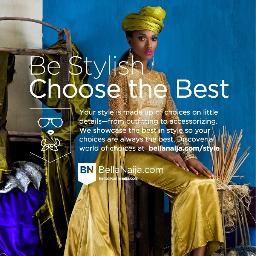 Be Stylish
Choose the Best
Your style is made up of choices on little
details—from outfitting to accessorizing.
We showcase the best in style so your
choices are always the best. Discover a
world of choices at bellanaija.com/style
BN BellaNaija.com